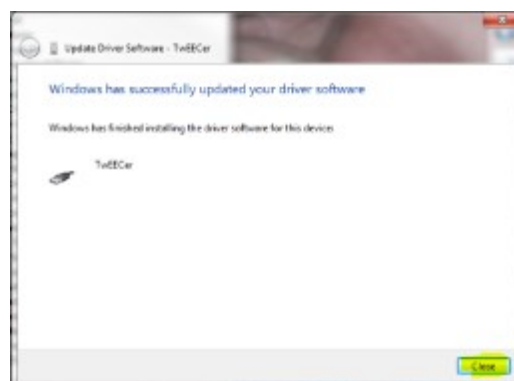 Update Driver Software - TwEECer
Windows has successfully updated your driver software
Windows has finished installing the driver software for this device:
TwEECer
Close